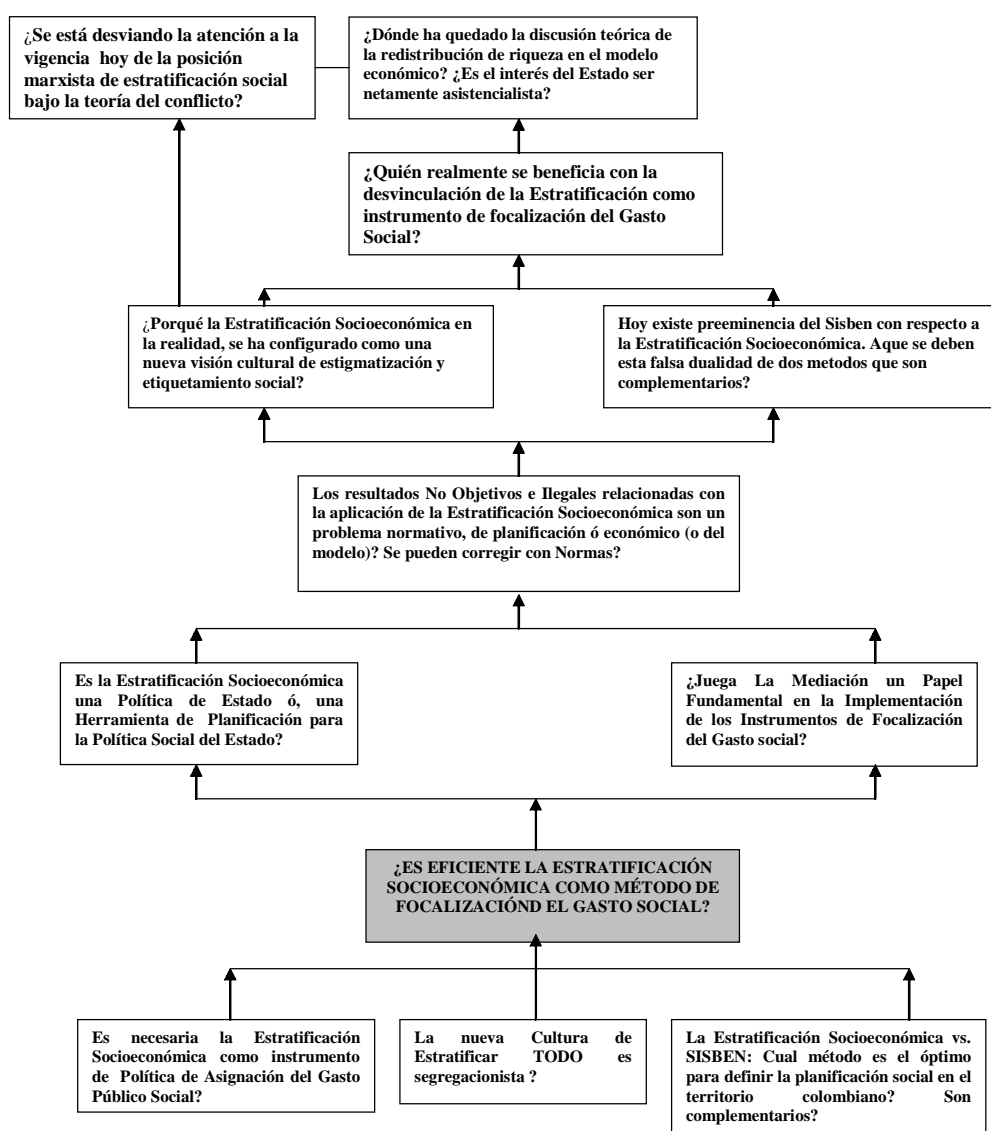 ¿Se está desviando la atención a la
vigencia hoy de la posición
marxista de estratificación social
bajo la teoría del conflicto?
¿Dónde ha quedado la discusión teórica de
la redistribución de riqueza en el modelo
económico? ¿Es el interés del Estado ser
netamente asistencialista?
¿Quién realmente se beneficia con la
desvinculación de la Estratificación como
instrumento de focalización del Gasto
Social?
¿Porqué la Estratificación Socioeconómica en
la realidad, se ha configurado como una
nueva visión cultural de estigmatización y
etiquetamiento social?
Hoy existe preeminencia del Sisben con respecto a
la Estratificación Socioeconómica. Aque se deben
esta falsa dualidad de dos metodos que son
complementarios?
Los resultados No Objetivos e Ilegales relacionadas con
la aplicación de la Estratificación Socioeconómica son un
problema normativo, de planificación ó económico (o del
modelo)? Se pueden corregir con Normas?
Es la Estratificación Socioeconómica
una Política de Estado ó, una
Herramienta de Planificación para
la Política Social del Estado?
¿Juega La Mediación un Papel
Fundamental en la Implementación
de los Instrumentos de Focalización
del Gasto social?
¿ES EFICIENTE LA ESTRATIFICACIÓN
SOCIOECONÓMICA COMO MÉTODO DE
FOCALIZACIÓND EL GASTO SOCIAL?
Es necesaria la Estratificación
Socioeconómica como instrumento
de Política de Asignación del Gasto
Público Social?
La nueva Cultura de
Estratificar TODO es
segregacionista ?
La Estratificación Socioeconómica vs.
SISBEN: Cual método es el óptimo
para definir la planificación social en el
territorio colombiano? Son
complementarios?